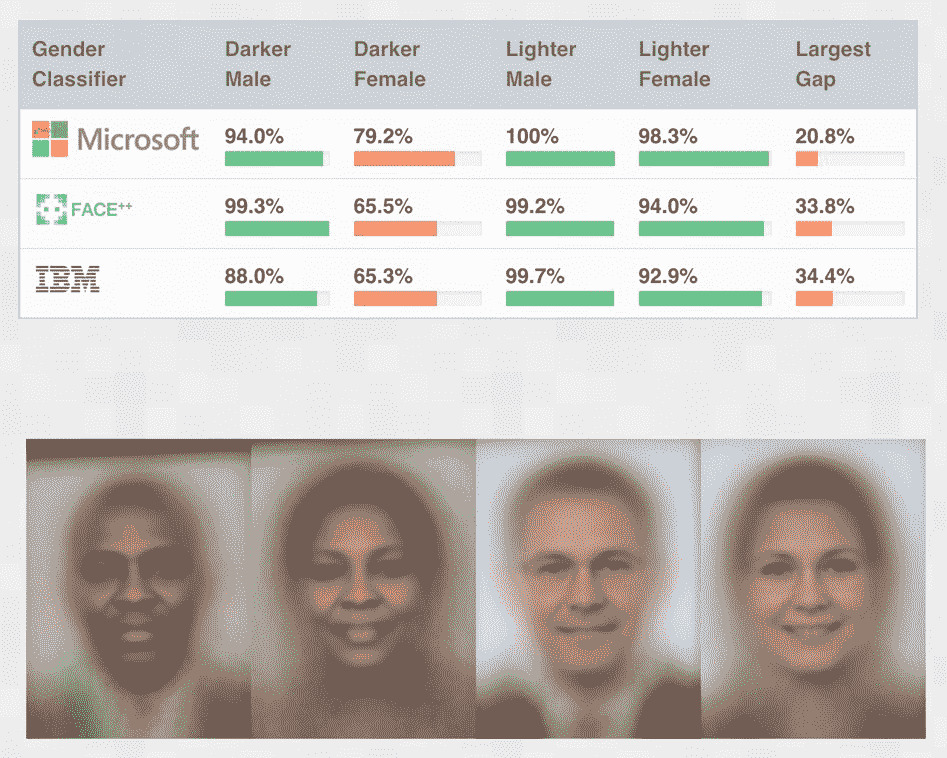 Gender Classifier Darker Male Darker Female Lighter Male Lighter Female Largest Gap
Microsoft 94.0% 79.2% 100% 98.3% 20.8%
FACE++ 99.3% 65.5% 99.2% 94.0% 33.8%
IBM 88.0% 65.3% 99.7% 92.9% 34.4%